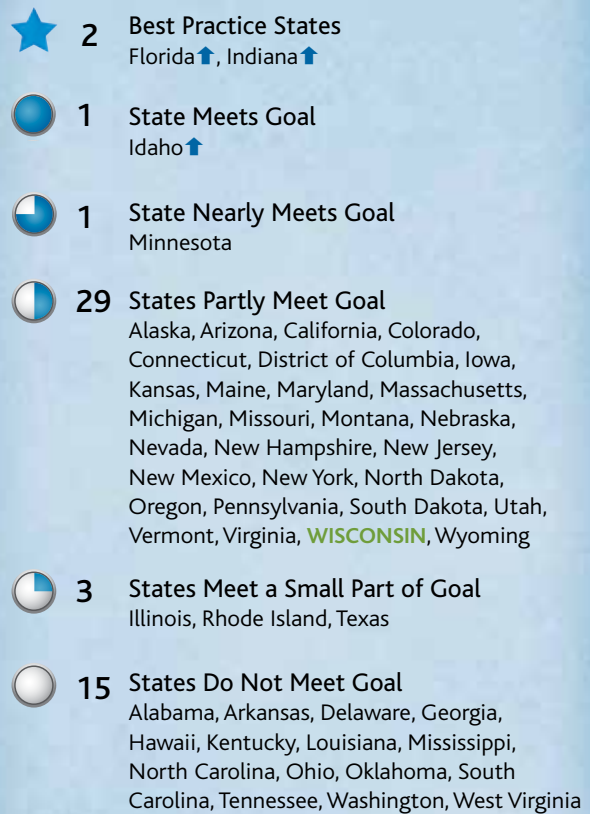 2 Best Practice States
Florida⬆, Indiana⬆
1 State Meets Goal
Idaho⬆
1 State Nearly Meets Goal
Minnesota
29 States Partly Meet Goal
Alaska, Arizona, California, Colorado,
Connecticut, District of Columbia, Iowa,
Kansas, Maine, Maryland, Massachusetts,
Michigan, Missouri, Montana, Nebraska,
Nevada, New Hampshire, New Jersey,
New Mexico, New York, North Dakota,
Oregon, Pennsylvania, South Dakota, Utah,
Vermont, Virginia, WISCONSIN, Wyoming
3 States Meet a Small Part of Goal
Illinois, Rhode Island, Texas
15 States Do Not Meet Goal
Alabama, Arkansas, Delaware, Georgia,
Hawaii, Kentucky, Louisiana, Mississippi,
North Carolina, Ohio, Oklahoma, South
Carolina, Tennessee, Washington, West Virginia